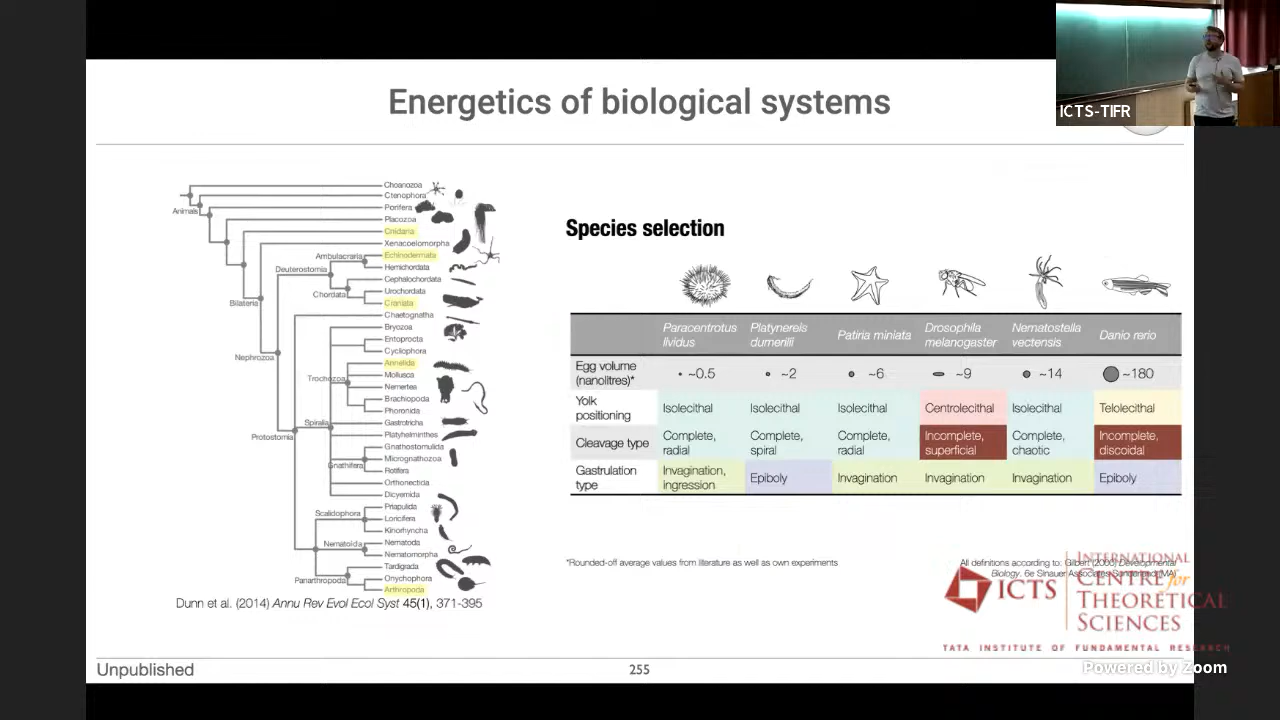 Energetics of biological systems
ICTS-TIFR
Choanozoa
Ctenophora
Animals
Porifera
Placozoa
Cnidaria
Xenacoelomorpha
Ambulacraria
Echinodermata
Deuterostomia
Hemichordata
Cephalochordata
Chordata
Urochordata
Bilateria
Craniata
Chaetognatha
Bryozoa
Entoprocta
Cycliophora
Nephrozoa
Annelida
Trochozoa
Mollusca
Nemertea
Brachiopoda
Phoronida
Spiralia
Gastrotricha
Protostomia
Platyhelminthes
Gnathostomulida
Micrognathozoa
Gnathifera
Rotifera
Orthonectida
Dicyemida
Priapulida
Scalidophora
Loricifera
Kinorhyncha
Nematoida
Nematoda
Nematomorpha
Tardigrada
Panarthropoda
Onychophora
Arthropoda
Dunn et al. (2014) Annu Rev Evol Ecol Syst 45(1), 371-395
Species selection
Paracentrotus lividus Platynereis dumerilii Patiria miniata Drosophila melanogaster Nematostella vectensis Danio rerio
Egg volume (nanolitres)* ~0.5 ~2 ~6 ~9 ~14 ~180
Yolk positioning Isolecithal Isolecithal Isolecithal Centrolecithal Isolecithal Telolecithal
Cleavage type Complete, radial Complete, spiral Complete, radial Incomplete, superficial Complete, chaotic Incomplete, discoidal
Gastrulation type Invagination, ingression Epiboly Invagination Invagination Invagination Epiboly
*Rounded-off average values from literature as well as own experiments
All definitions according to: Gilbert (2000) Developmental
Biology. 6e Sinauer Associates, Sunderland (MA)
ICTS
INTERNATIONAL
CENTRE for
THEORETICAL
SCIENCES
TATA INSTITUTE OF FUNDAMENTAL RESEARCH
Unpublished
255
Powered by Zoom